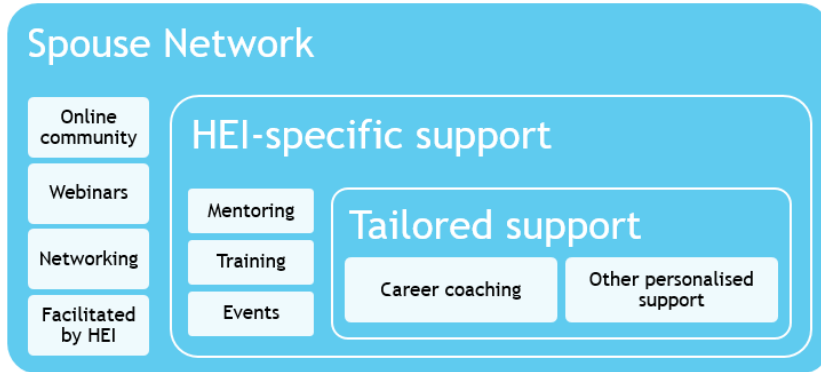 Spouse Network
Online
community
Webinars
Networking
Facilitated
by HEI
HEI-specific support
Mentoring
Training
Events
Tailored support
Career coaching
Other personalised
support